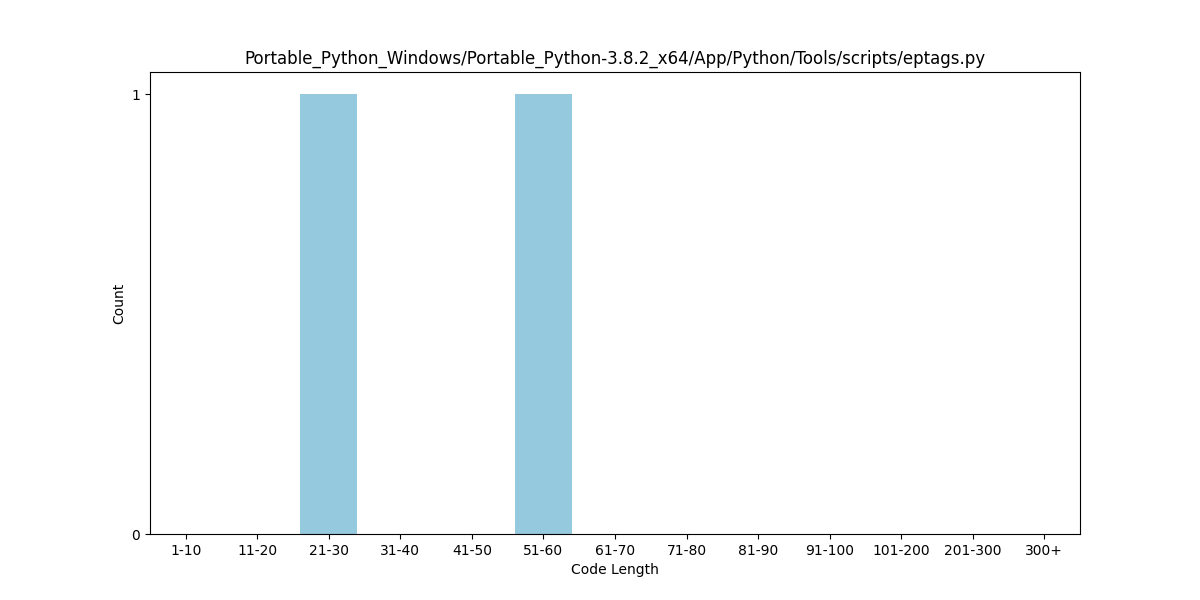 Portable_Python_Windows/Portable_Python-3.8.2_x64/App/Python/Tools/scripts/eptags.py
1
Count
0
1-10 11-20 21-30 31-40 41-50 51-60 61-70 71-80 81-90 91-100 101-200 201-300 300+
Code Length